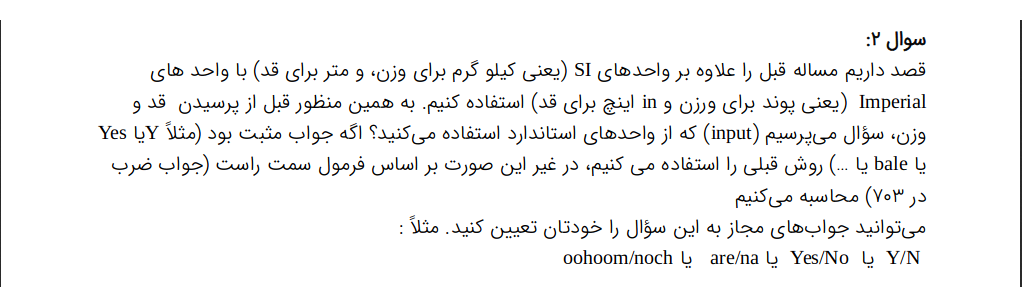 سوال ۲:
قصد داریم مساله قبل را علاوه بر واحدهای SI (یعنی کیلو گرم برای وزن، و متر برای قد) با واحد های
Imperial (یعنی پوند برای ورزن و in اینچ برای قد) استفاده کنیم. به همین منظور قبل از پرسیدن قد و
وزن، سؤال می‌پرسیم (input) که از واحدهای استاندارد استفاده می‌کنید؟ اگه جواب مثبت بود (مثلاً Yیا Yes
یا bale یا ...) روش قبلی را استفاده می کنیم، در غیر این صورت بر اساس فرمول سمت راست (جواب ضرب
در ۷۰۳) محاسبه می‌کنیم
می‌توانید جواب‌های مجاز به این سؤال را خودتان تعیین کنید. مثلاً :
Y/N یا Yes/No یا are/na یا oohoom/noch